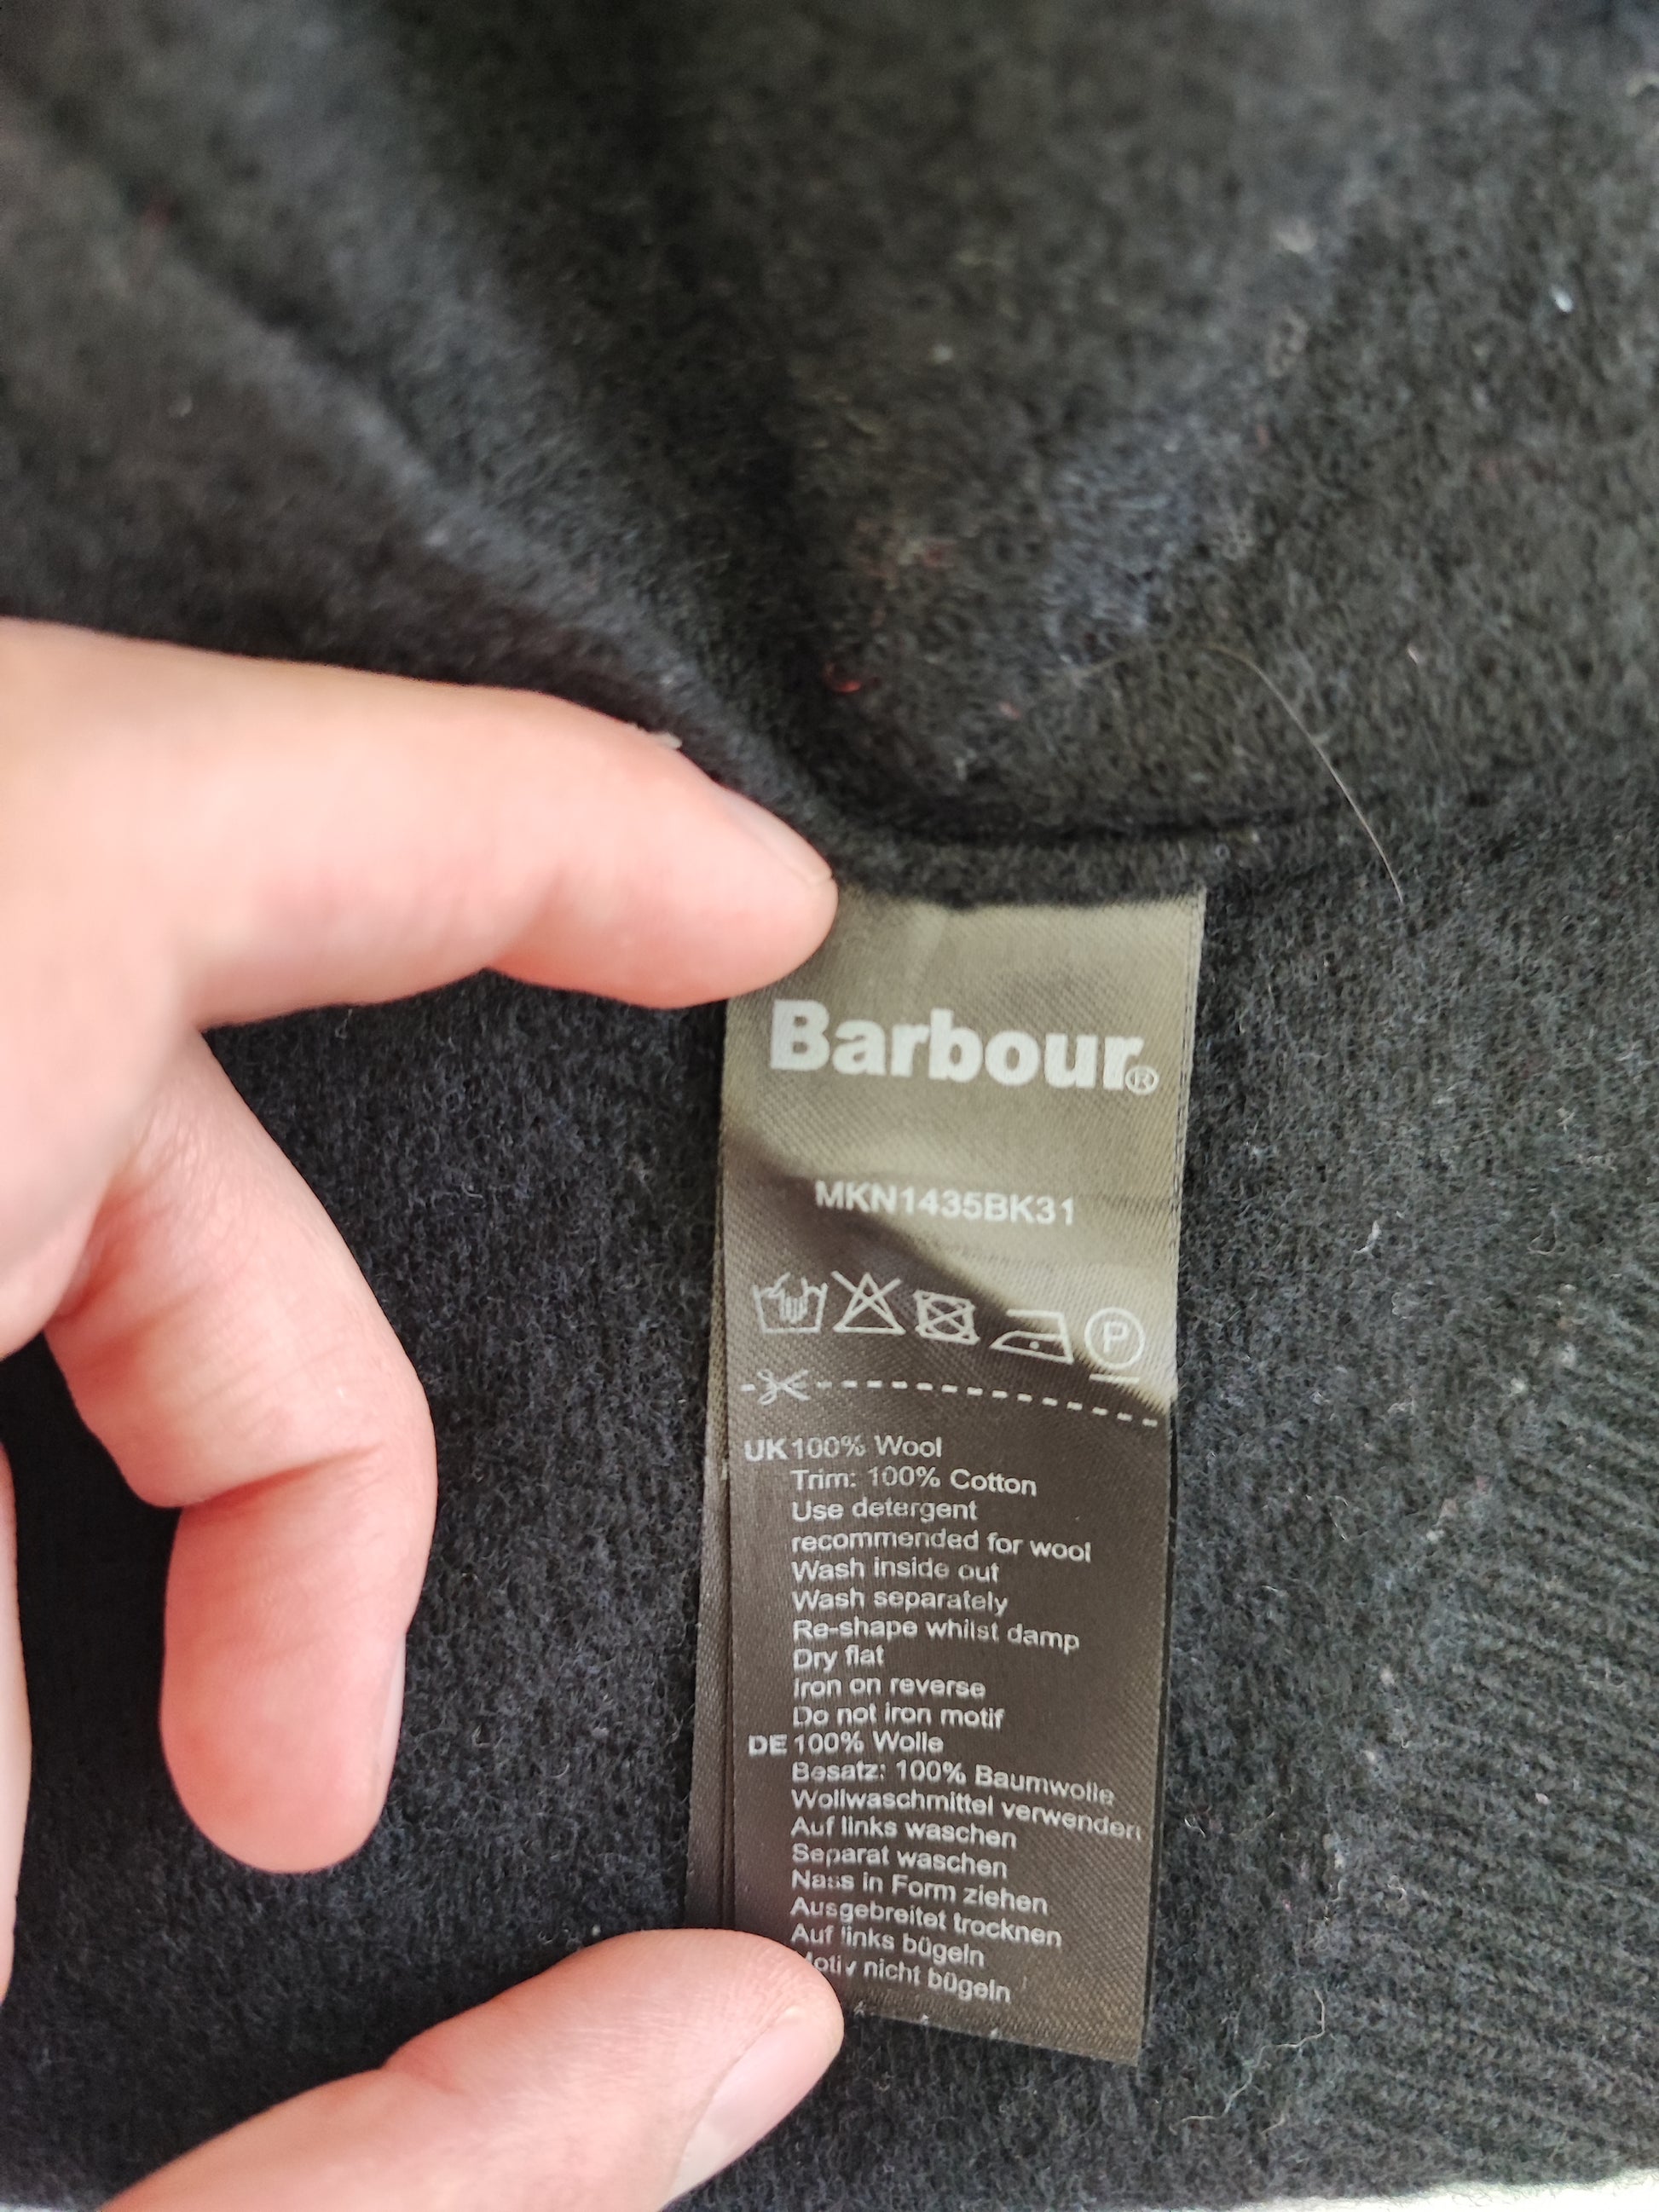 Barbour®
MKN1435BK31
P
UK 100% Wool
Trim: 100% Cotton
Use detergent
recommended for wool
Wash inside out
Wash separately
Re-shape whilst damp
Dry flat
Iron on reverse
Do not iron motif
DE 100% Wolle
Besatz: 100% Baumwolle
Wollwaschmittel verwenden
Auf links waschen
Separat waschen
Nass in Form ziehen
Ausgebreitet trocknen
Auf links bügeln
Motiv nicht bügeln